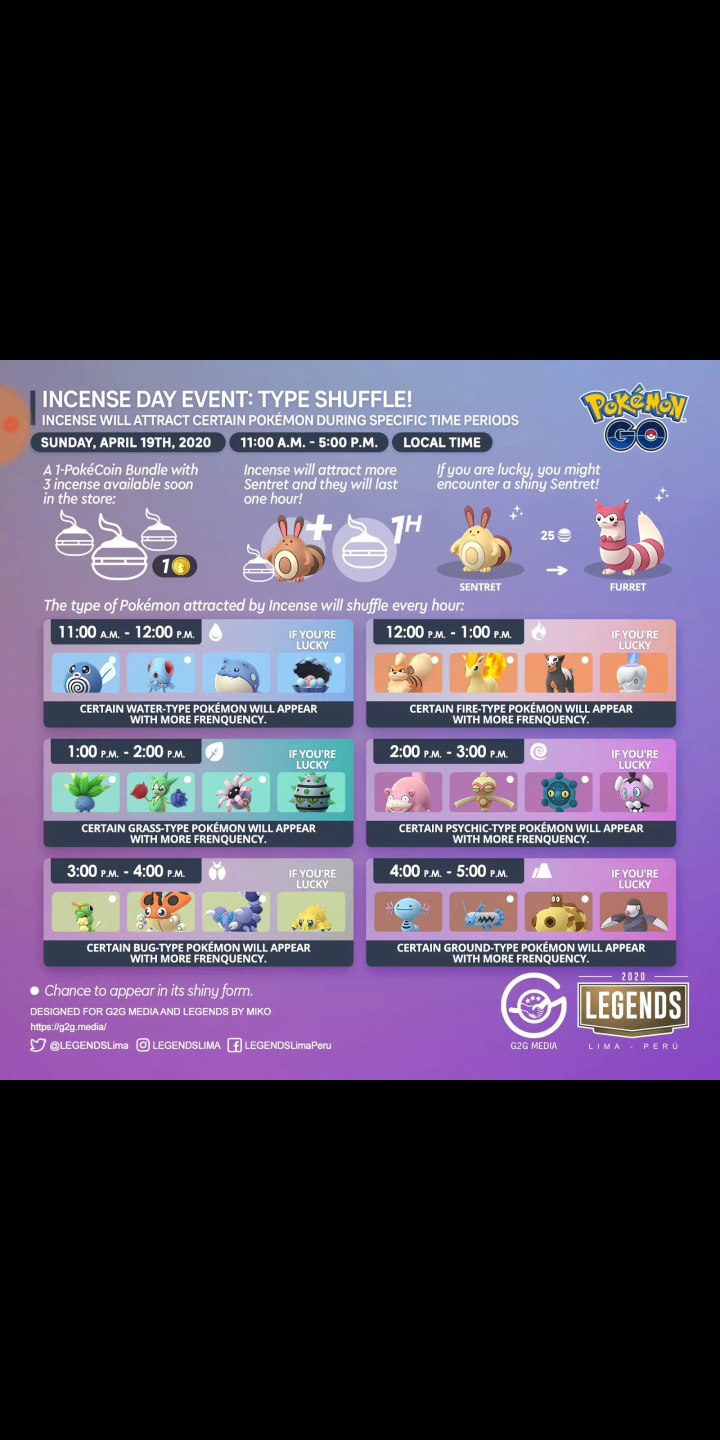 INCENSE DAY EVENT: TYPE SHUFFLE!
INCENSE WILL ATTRACT CERTAIN POKÉMON DURING SPECIFIC TIME PERIODS
SUNDAY, APRIL 19TH, 2020
11:00 A.M. - 5:00 P.M.
LOCAL TIME
POKÉMON
GO
A 1-PokéCoin Bundle with
3 incense available soon
in the store:
1
Incense will attract more
Sentret and they will last
one hour!
+
1H
If you are lucky, you might
encounter a shiny Sentret!
25
SENTRET
FURRET
The type of Pokémon attracted by Incense will shuffle every hour:
11:00 A.M. - 12:00 P.M.
IF YOU'RE
LUCKY
CERTAIN WATER-TYPE POKÉMON WILL APPEAR
WITH MORE FRENQUENCY.
12:00 P.M. - 1:00 P.M.
IF YOU'RE
LUCKY
CERTAIN FIRE-TYPE POKÉMON WILL APPEAR
WITH MORE FRENQUENCY.
1:00 P.M. - 2:00 P.M.
IF YOU'RE
LUCKY
CERTAIN GRASS-TYPE POKÉMON WILL APPEAR
WITH MORE FRENQUENCY.
2:00 P.M. - 3:00 P.M.
IF YOU'RE
LUCKY
CERTAIN PSYCHIC-TYPE POKÉMON WILL APPEAR
WITH MORE FRENQUENCY.
3:00 P.M. - 4:00 P.M.
IF YOU'RE
LUCKY
CERTAIN BUG-TYPE POKÉMON WILL APPEAR
WITH MORE FRENQUENCY.
4:00 P.M. - 5:00 P.M.
IF YOU'RE
LUCKY
CERTAIN GROUND-TYPE POKÉMON WILL APPEAR
WITH MORE FRENQUENCY.
Chance to appear in its shiny form.
DESIGNED FOR G2G MEDIA AND LEGENDS BY MIKO
https://g2g.media/
@LEGENDSLima LEGENDSLIMA LEGENDSLimaPeru
G2G MEDIA
2020
LEGENDS
LIMA - PERÚ